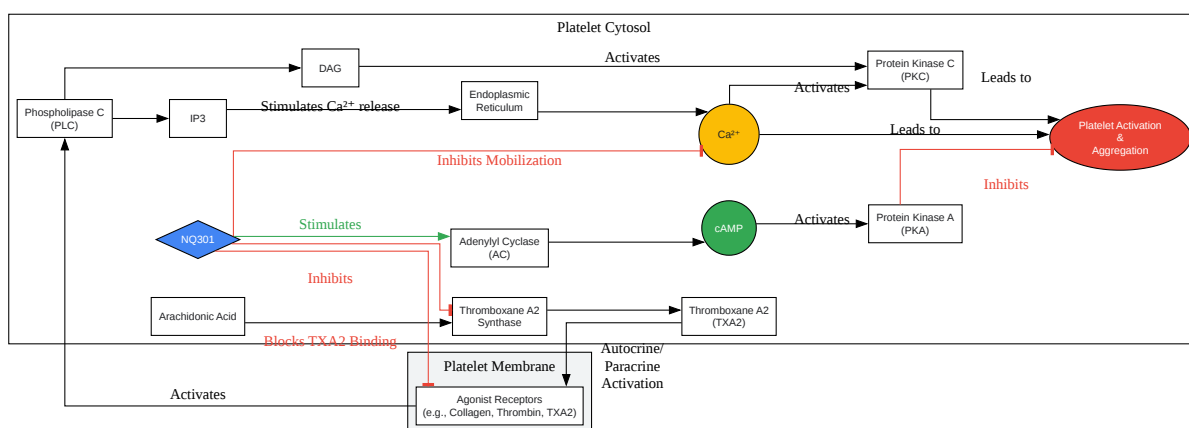 Platelet Cytosol
DAG
Activates
Protein Kinase C
(PKC)
Leads to
Phospholipase C
(PLC)
IP3
Stimulates Ca²⁺ release
Endoplasmic
Reticulum
Activates
Ca²⁺
Leads to
Platelet Activation
&
Aggregation
Inhibits Mobilization
Inhibits
NQ301
Stimulates
Adenylyl Cyclase
(AC)
cAMP
Activates
Protein Kinase A
(PKA)
Inhibits
Arachidonic Acid
Thromboxane A2
Synthase
Thromboxane A2
(TXA2)
Blocks TXA2 Binding
Autocrine/
Paracrine
Activation
Platelet Membrane
Activates
Agonist Receptors
(e.g., Collagen, Thrombin, TXA2)